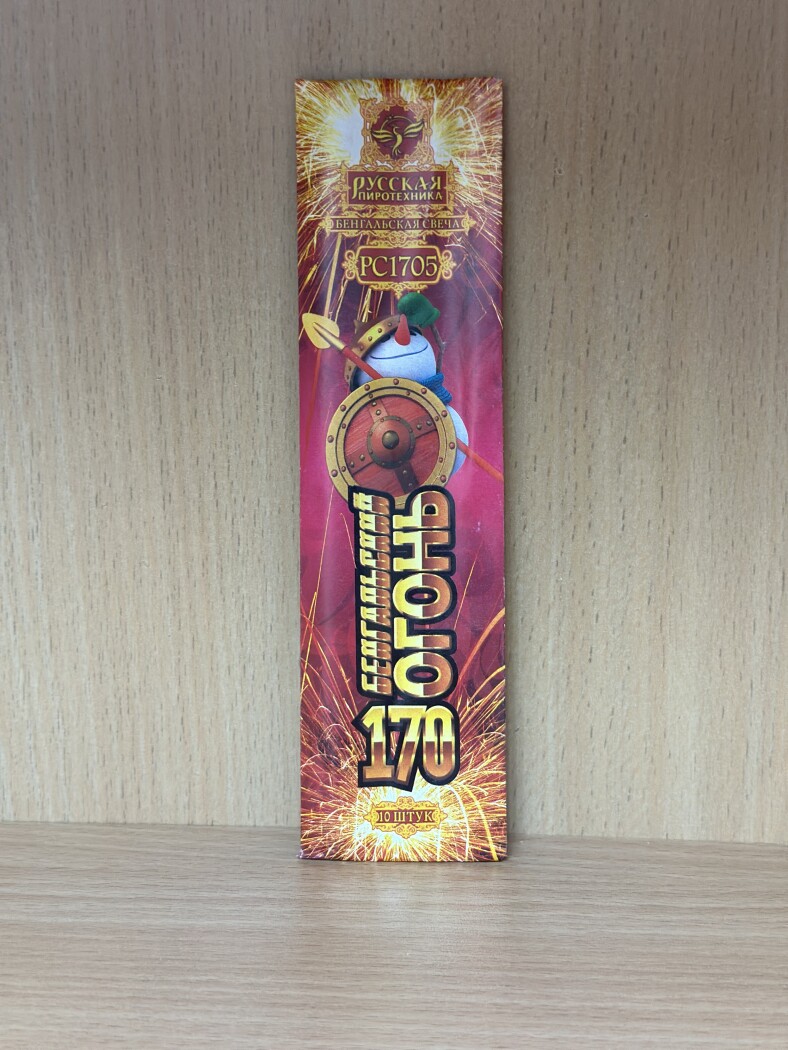 РУССКАЯ
ПИРОТЕХНИКА
БЕНГАЛЬСКАЯ СВЕЧА
РС1705
БЕНГАЛЬСКИЙ
ОГОНЬ
170
10 ШТУК